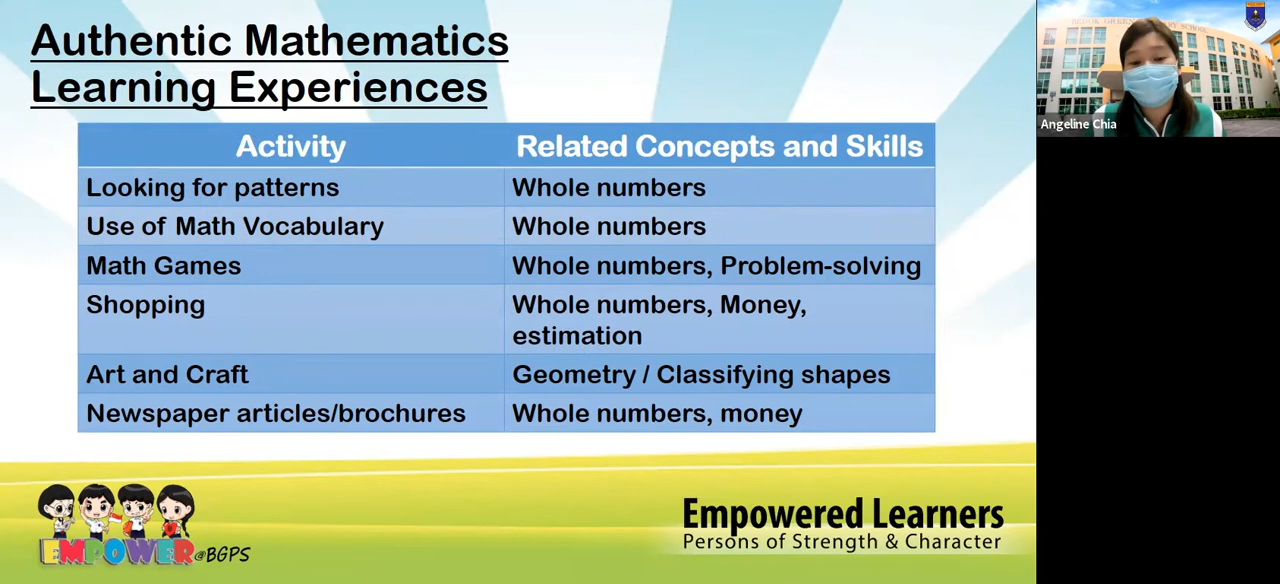 Authentic Mathematics
Learning Experiences
Activity Related Concepts and Skills
Looking for patterns Whole numbers
Use of Math Vocabulary Whole numbers
Math Games Whole numbers, Problem-solving
Shopping Whole numbers, Money,
estimation
Art and Craft Geometry / Classifying shapes
Newspaper articles/brochures Whole numbers, money
EMPOWER@BGPS
Empowered Learners
Persons of Strength & Character
Angeline Chia